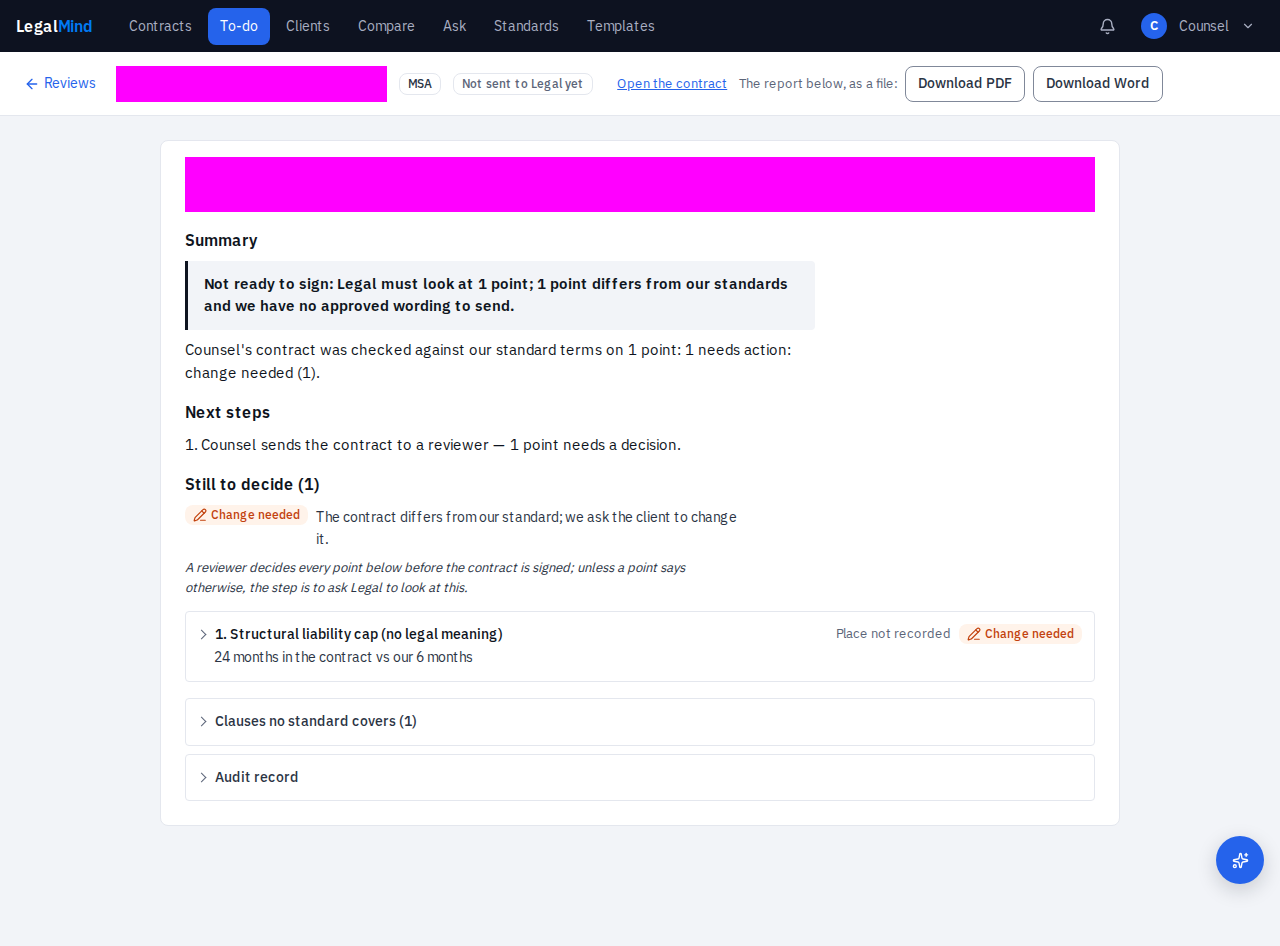 LegalMind Contracts To-do Clients Compare Ask Standards Templates C Counsel
Reviews MSA Not sent to Legal yet Open the contract The report below, as a file: Download PDF Download Word
Summary
Not ready to sign: Legal must look at 1 point; 1 point differs from our standards
and we have no approved wording to send.
Counsel's contract was checked against our standard terms on 1 point: 1 needs action:
change needed (1).
Next steps
1. Counsel sends the contract to a reviewer — 1 point needs a decision.
Still to decide (1)
Change needed The contract differs from our standard; we ask the client to change
it.
A reviewer decides every point below before the contract is signed; unless a point says
otherwise, the step is to ask Legal to look at this.
1. Structural liability cap (no legal meaning) Place not recorded Change needed
24 months in the contract vs our 6 months
Clauses no standard covers (1)
Audit record